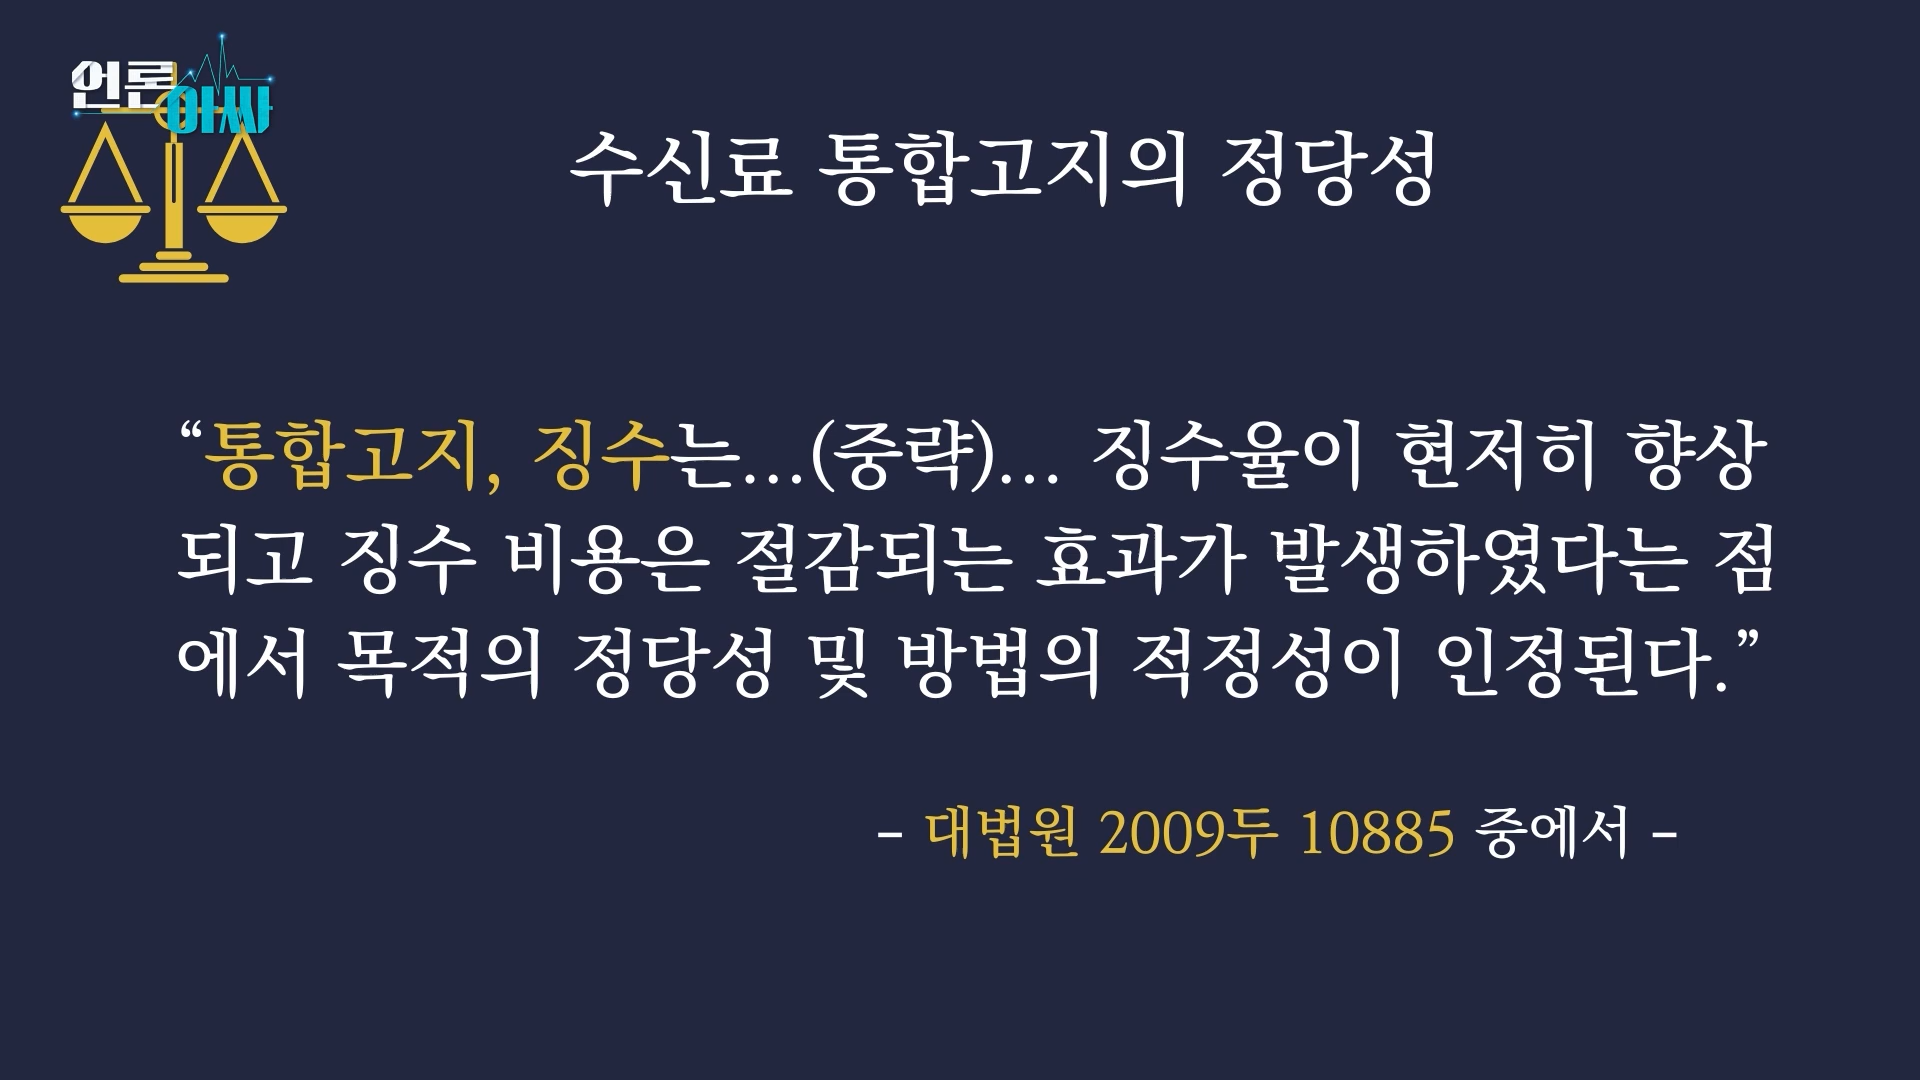 언론
아싸
수신료 통합고지의 정당성
“통합고지, 징수는...(중략)... 징수율이 현저히 향상
되고 징수 비용은 절감되는 효과가 발생하였다는 점
에서 목적의 정당성 및 방법의 적정성이 인정된다.”
- 대법원 2009두 10885 중에서 -